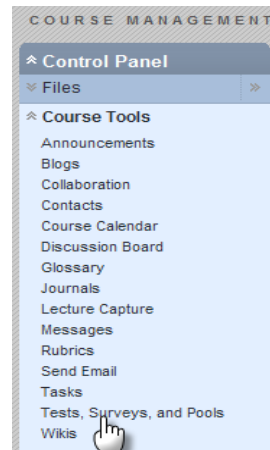 COURSE MANAGEMENT
Control Panel
Files
Course Tools
Announcements
Blogs
Collaboration
Contacts
Course Calendar
Discussion Board
Glossary
Journals
Lecture Capture
Messages
Rubrics
Send Email
Tasks
Tests, Surveys, and Pools
Wikis